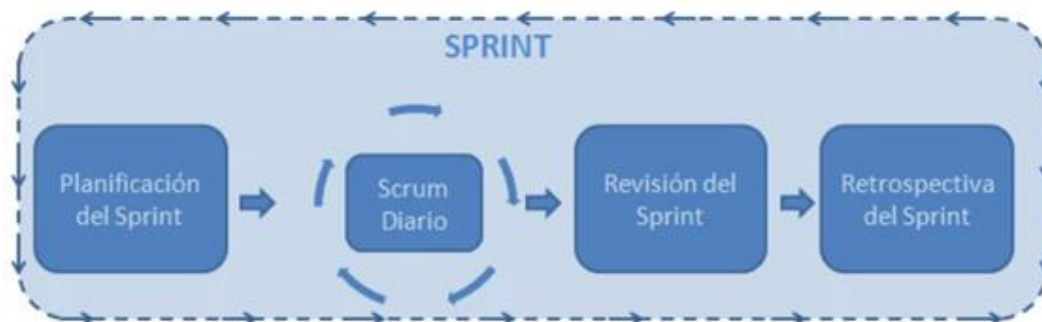 SPRINT
Planificación
del Sprint
Scrum
Diario
Revisión del
Sprint
Retrospectiva
del Sprint